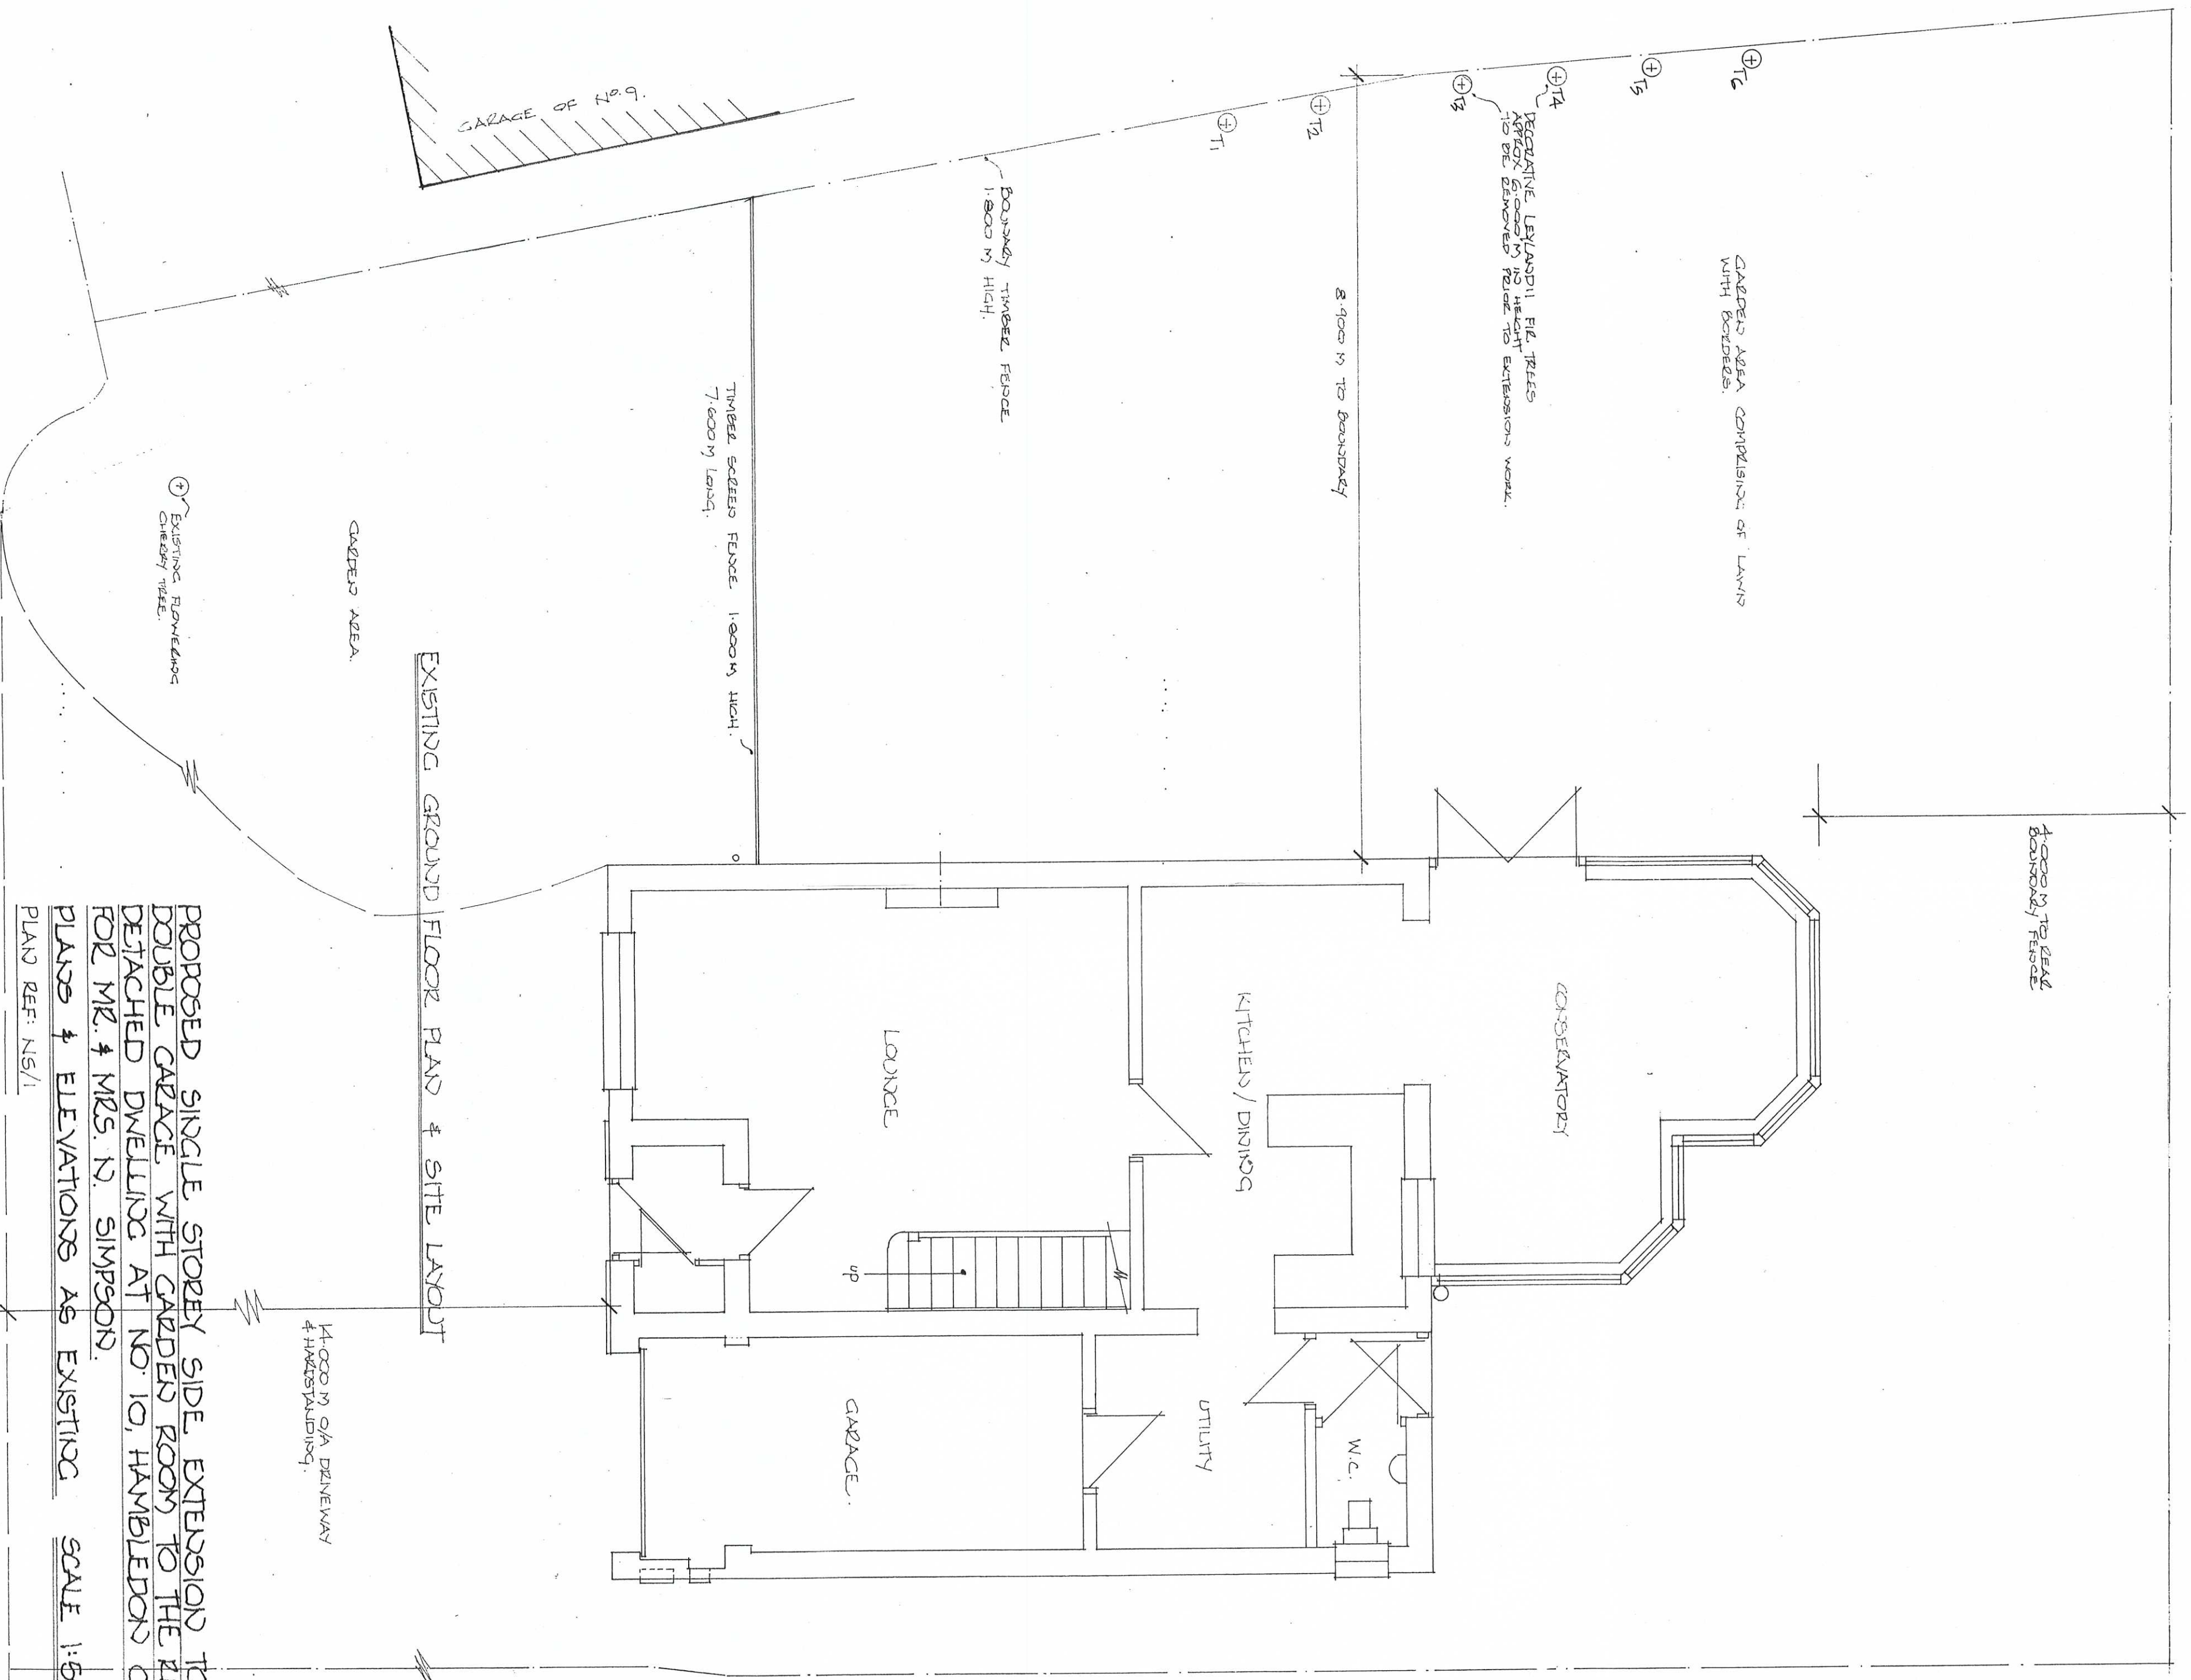 GARAGE OF No. 9.
T1
T2
T3
T4
T5
T6
DECORATIVE LEYLANDII FIR TREES
APPROX 6.000 M IN HEIGHT
TO BE REMOVED PRIOR TO EXTENSION WORK.
GARDEN AREA COMPRISING OF LAWN
WITH BORDERS.
BOUNARY TIMBER FENCE
1.800 M HIGH.
8.900 M TO BOUNDARY
TIMBER SCREEN FENCE 1.800 M HIGH.
7.600 M LONG.
GARDEN AREA.
EXISTING FLOWERING
CHERRY TREE.
4.000 M TO REAR
BOUNDARY FENCE
CONSERVATORY
KITCHEN / DINING
LOUNGE
UP
UTILITY
W.C.
GARAGE.
14.000 M O/A DRIVEWAY
& HARDSTANDING.
EXISTING GROUND FLOOR PLAN & SITE LAYOUT
PROPOSED SINGLE STOREY SIDE EXTENSION TO
DOUBLE GARAGE WITH GARDEN ROOM TO THE R
DETACHED DWELLING AT NO: 10, HAMBLEDON C
FOR MR. & MRS. N. SIMPSON.
PLANS & ELEVATIONS AS EXISTING SCALE 1:5
PLAN REF: NS/1